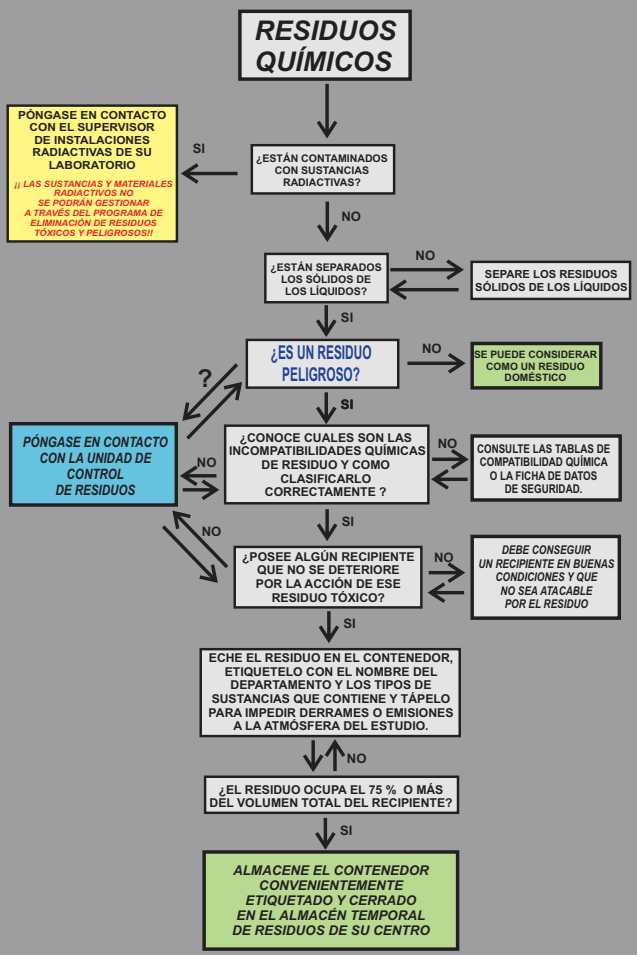 RESIDUOS
QUÍMICOS
PÓNGASE EN CONTACTO
CON EL SUPERVISOR
DE INSTALACIONES
RADIACTIVAS DE SU
LABORATORIO
¡¡ LAS SUSTANCIAS Y MATERIALES
RADIACTIVOS NO
SE PODRÁN GESTIONAR
A TRAVÉS DEL PROGRAMA DE
ELIMINACIÓN DE RESIDUOS
TÓXICOS Y PELIGROSOS!!
SI
¿ESTÁN CONTAMINADOS
CON SUSTANCIAS
RADIACTIVAS?
NO
¿ESTÁN SEPARADOS
LOS SÓLIDOS DE
LOS LÍQUIDOS?
NO
SEPARE LOS RESIDUOS
SÓLIDOS DE LOS LÍQUIDOS
SI
¿ES UN RESIDUO
PELIGROSO?
NO
SE PUEDE CONSIDERAR
COMO UN RESIDUO
DOMÉSTICO
?
SI
PÓNGASE EN CONTACTO
CON LA UNIDAD DE
CONTROL
DE RESIDUOS
NO
¿CONOCE CUALES SON LAS
INCOMPATIBILIDADES QUÍMICAS
DE RESIDUO Y COMO
CLASIFICARLO
CORRECTAMENTE ?
NO
CONSULTE LAS TABLAS DE
COMPATIBILIDAD QUÍMICA
O LA FICHA DE DATOS
DE SEGURIDAD.
SI
NO
¿POSEE ALGÚN RECIPIENTE
QUE NO SE DETERIORE
POR LA ACCIÓN DE ESE
RESIDUO TÓXICO?
NO
DEBE CONSEGUIR
UN RECIPIENTE EN BUENAS
CONDICIONES Y QUE
NO SEA ATACABLE
POR EL RESIDUO
SI
ECHE EL RESIDUO EN EL CONTENEDOR,
ETIQUETELO CON EL NOMBRE DEL
DEPARTAMENTO Y LOS TIPOS DE
SUSTANCIAS QUE CONTIENE Y TÁPELO
PARA IMPEDIR DERRAMES O EMISIONES
A LA ATMÓSFERA DEL ESTUDIO.
NO
¿EL RESIDUO OCUPA EL 75 % O MÁS
DEL VOLUMEN TOTAL DEL RECIPIENTE?
SI
ALMACENE EL CONTENEDOR
CONVENIENTEMENTE
ETIQUETADO Y CERRADO
EN EL ALMACÉN TEMPORAL
DE RESIDUOS DE SU CENTRO